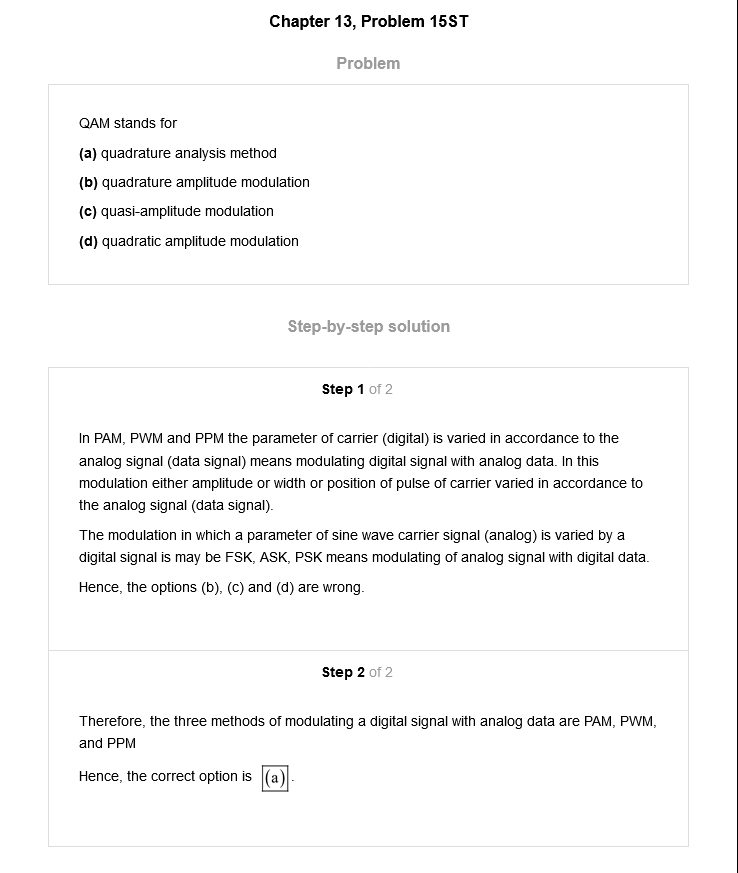 Chapter 13, Problem 15ST
Problem
QAM stands for
(a) quadrature analysis method
(b) quadrature amplitude modulation
(c) quasi-amplitude modulation
(d) quadratic amplitude modulation
Step-by-step solution
Step 1 of 2
In PAM, PWM and PPM the parameter of carrier (digital) is varied in accordance to the
analog signal (data signal) means modulating digital signal with analog data. In this
modulation either amplitude or width or position of pulse of carrier varied in accordance to
the analog signal (data signal).
The modulation in which a parameter of sine wave carrier signal (analog) is varied by a
digital signal is may be FSK, ASK, PSK means modulating of analog signal with digital data.
Hence, the options (b), (c) and (d) are wrong.
Step 2 of 2
Therefore, the three methods of modulating a digital signal with analog data are PAM, PWM,
and PPM
Hence, the correct option is (a).